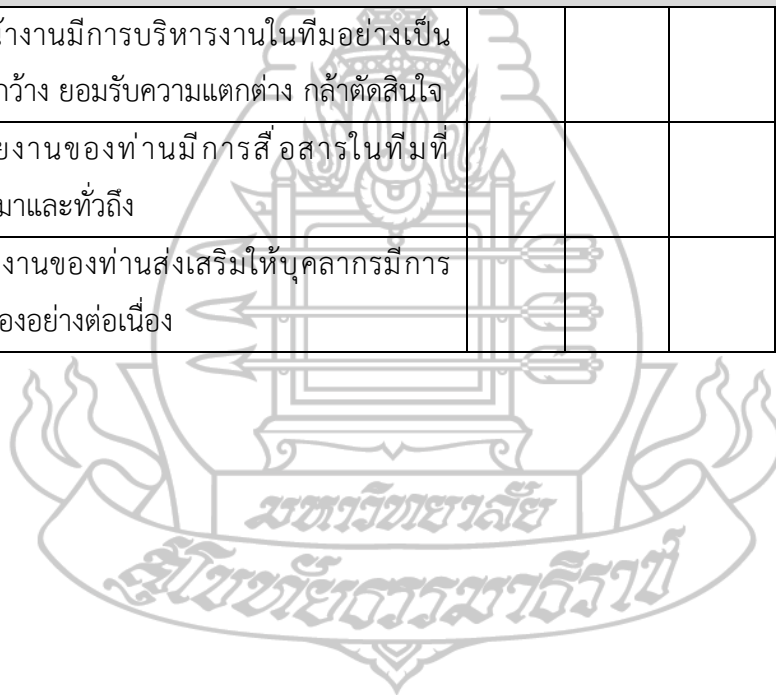 ้างานมีการบริหารงานในทีมอย่างเป็น
กว้าง ยอมรับความแตกต่าง กล้าตัดสินใจ
ยงานของท่านมีการสื่อสารในทีมที่
มาและทั่วถึง
งานของท่านส่งเสริมให้บุคลากรมีการ
องอย่างต่อเนื่อง
มหาวิทยาลัย
สุโขทัยธรรมาธิราช